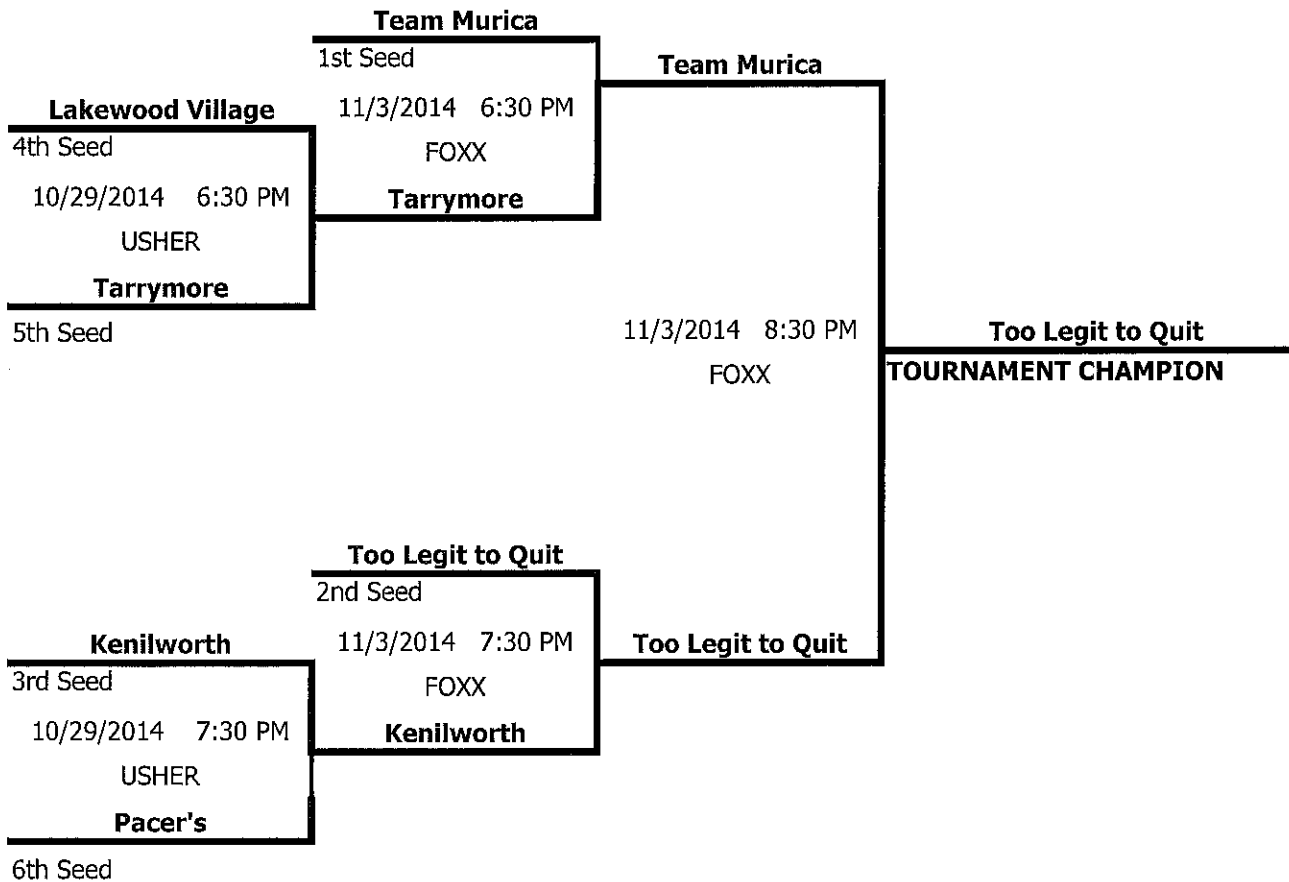 Team Murica
1st Seed
Team Murica
Lakewood Village
11/3/2014 6:30 PM
4th Seed
FOXX
10/29/2014 6:30 PM
Tarrymore
USHER
Tarrymore
5th Seed
11/3/2014 8:30 PM
Too Legit to Quit
FOXX
TOURNAMENT CHAMPION
Too Legit to Quit
2nd Seed
Kenilworth
11/3/2014 7:30 PM
Too Legit to Quit
3rd Seed
FOXX
10/29/2014 7:30 PM
Kenilworth
USHER
Pacer's
6th Seed